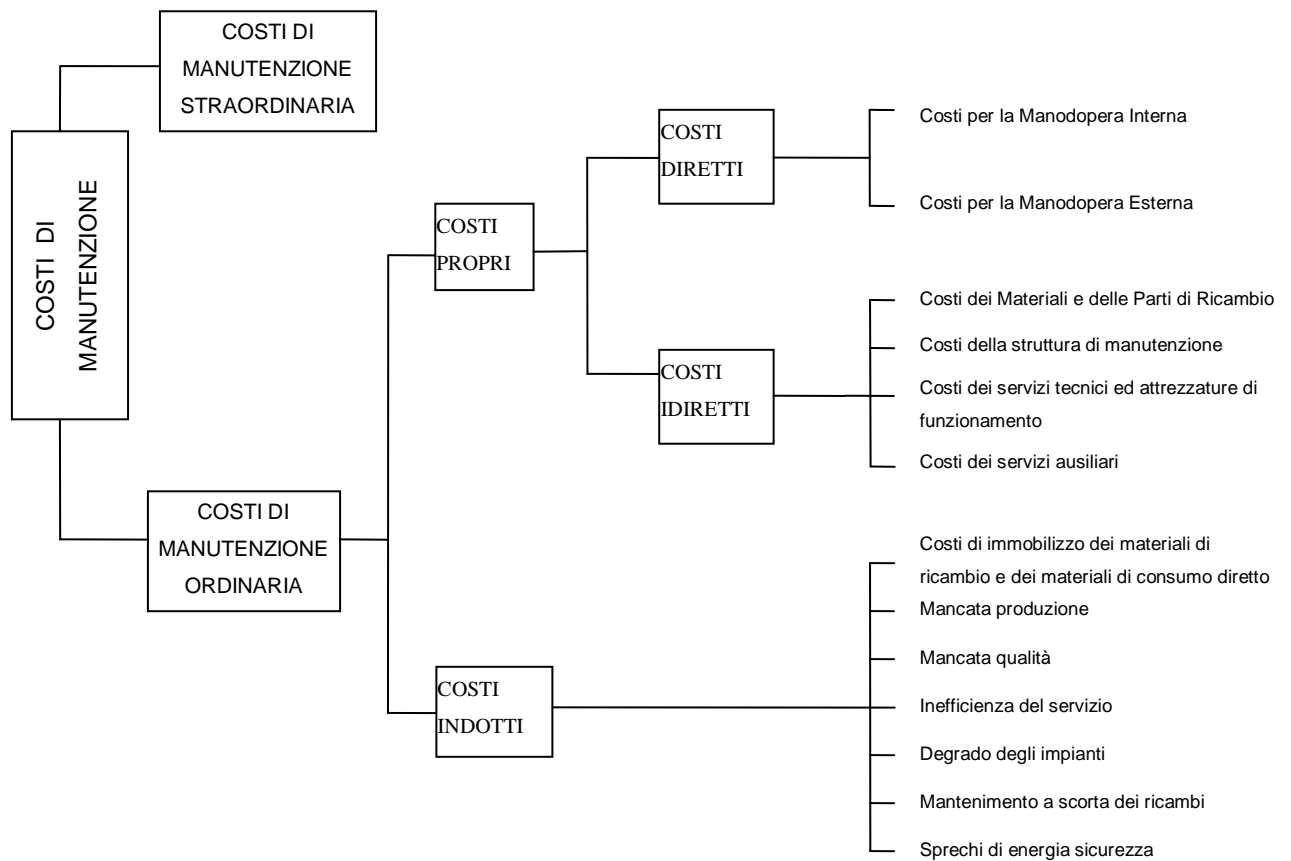 COSTI DI
MANUTENZIONE
COSTI DI
MANUTENZIONE
STRAORDINARIA
COSTI DI
MANUTENZIONE
ORDINARIA
COSTI
PROPRI
COSTI
DIRETTI
Costi per la Manodopera Interna
Costi per la Manodopera Esterna
COSTI
IDIRETTI
Costi dei Materiali e delle Parti di Ricambio
Costi della struttura di manutenzione
Costi dei servizi tecnici ed attrezzature di
funzionamento
Costi dei servizi ausiliari
COSTI
INDOTTI
Costi di immobilizo dei materiali di
ricambio e dei materiali di consumo diretto
Mancata produzione
Mancata qualità
Inefficienza del servizio
Degrado degli impianti
Mantenimento a scorta dei ricambi
Sprechi di energia sicurezza